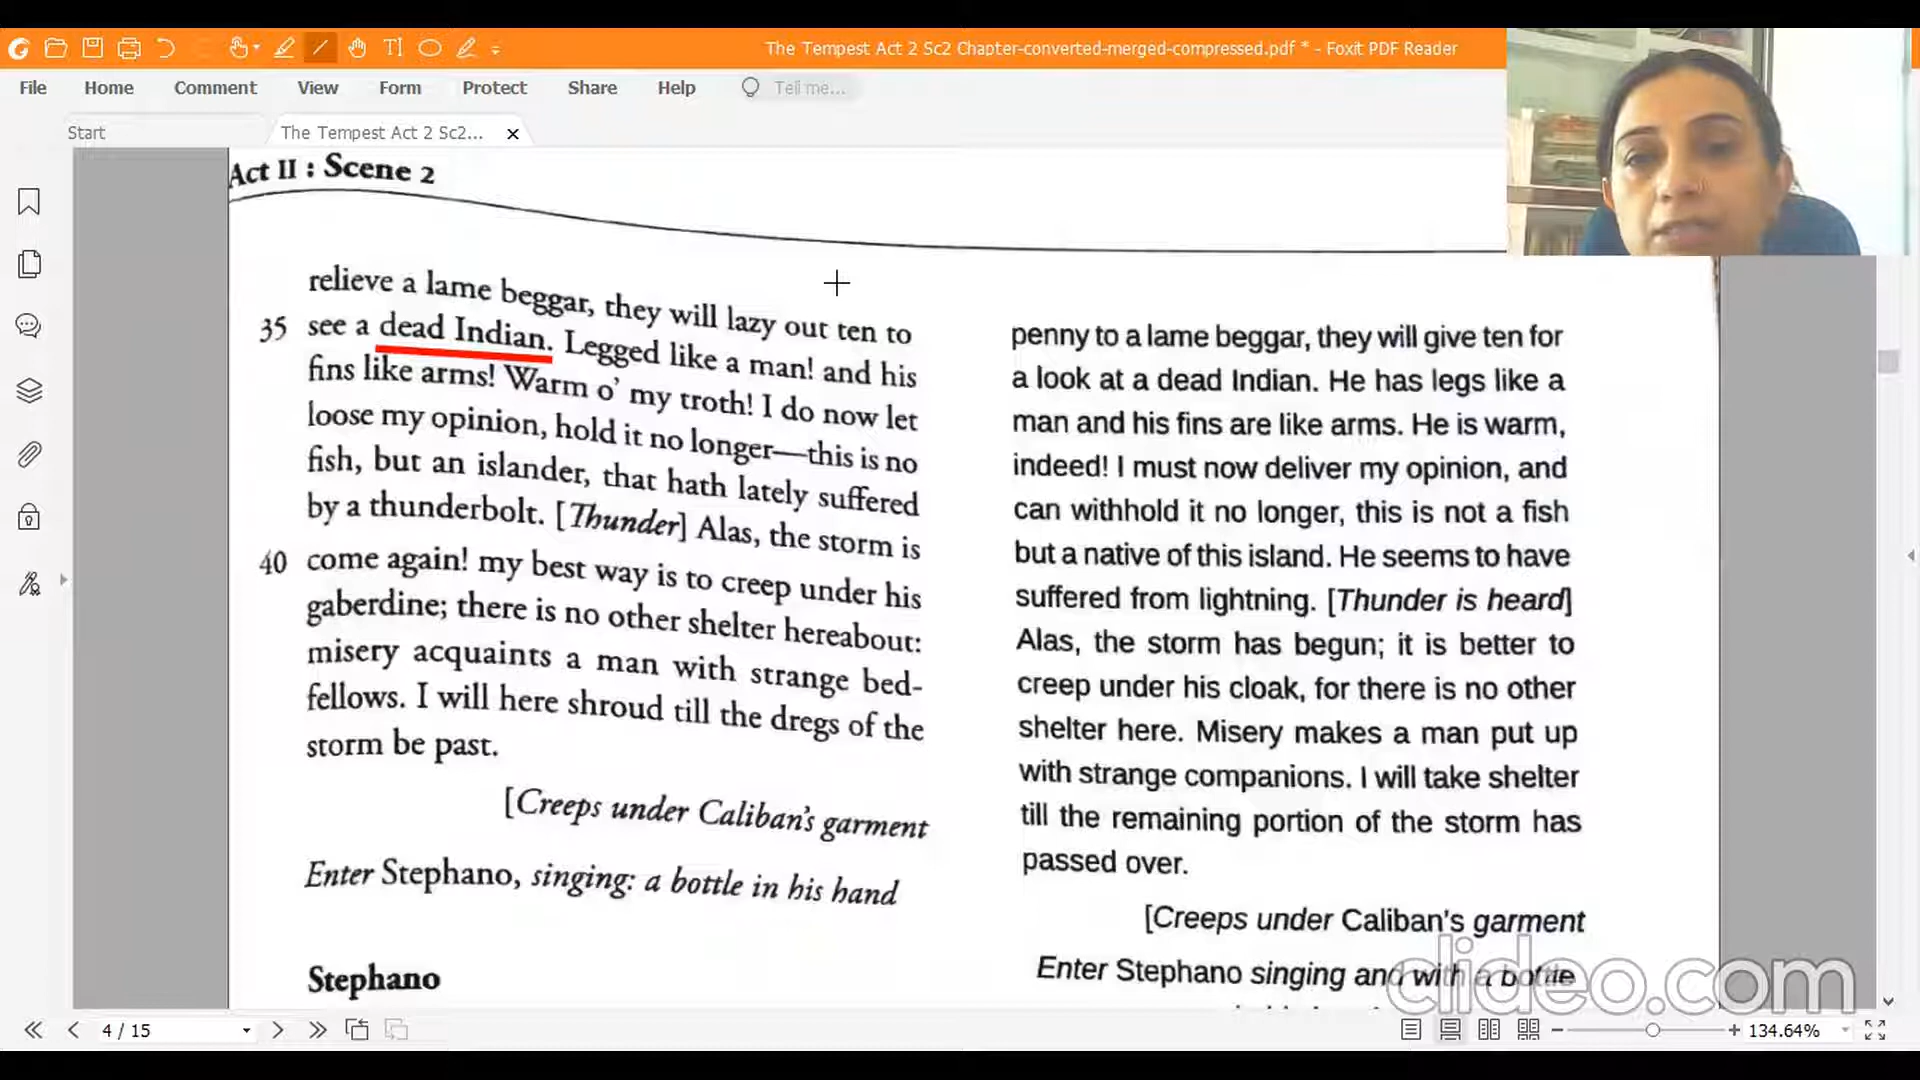 The Tempest Act 2 Sc2 Chapter-converted-merged-compressed.pdf * - Foxit PDF Reader
File Home Comment View Form Protect Share Help Tell me...
Start The Tempest Act 2 Sc2...
Act II : Scene 2
relieve a lame beggar, they will lazy out ten to
35 see a dead Indian. Legged like a man! and his
fins like arms! Warm o' my troth! I do now let
loose my opinion, hold it no longer—this is no
fish, but an islander, that hath lately suffered
by a thunderbolt. [Thunder] Alas, the storm is
40 come again! my best way is to creep under his
gaberdine; there is no other shelter hereabout:
misery acquaints a man with strange bed-
fellows. I will here shroud till the dregs of the
storm be past.
[Creeps under Caliban's garment
Enter Stephano, singing: a bottle in his hand
Stephano
penny to a lame beggar, they will give ten for
a look at a dead Indian. He has legs like a
man and his fins are like arms. He is warm,
indeed! I must now deliver my opinion, and
can withhold it no longer, this is not a fish
but a native of this island. He seems to have
suffered from lightning. [Thunder is heard]
Alas, the storm has begun; it is better to
creep under his cloak, for there is no other
shelter here. Misery makes a man put up
with strange companions. I will take shelter
till the remaining portion of the storm has
passed over.
[Creeps under Caliban's garment
Enter Stephano singing and with a bottle
clideo.com
4 / 15
134.64%